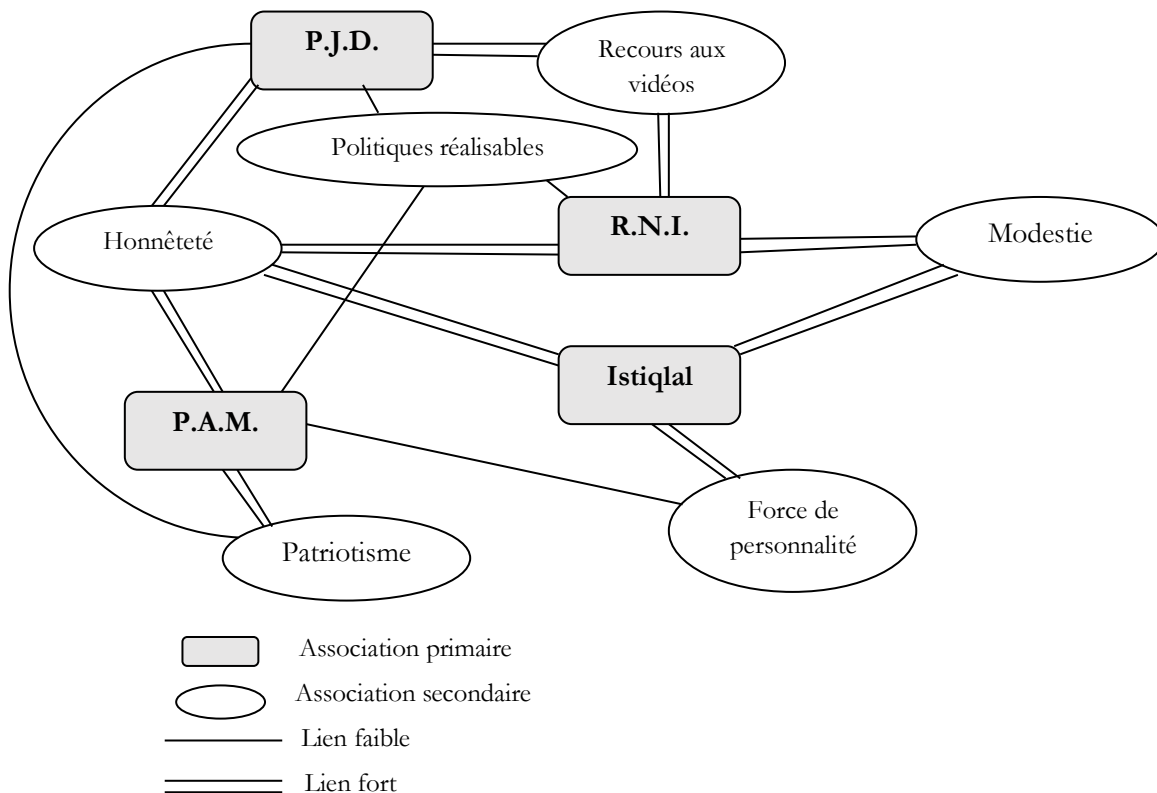 P.J.D.
Recours aux
vidéos
Politiques réalisables
R.N.I.
Honnêteté
Modestie
Istiqlal
P.A.M.
Force de
personnalité
Patriotisme
Association primaire
Association secondaire
Lien faible
Lien fort